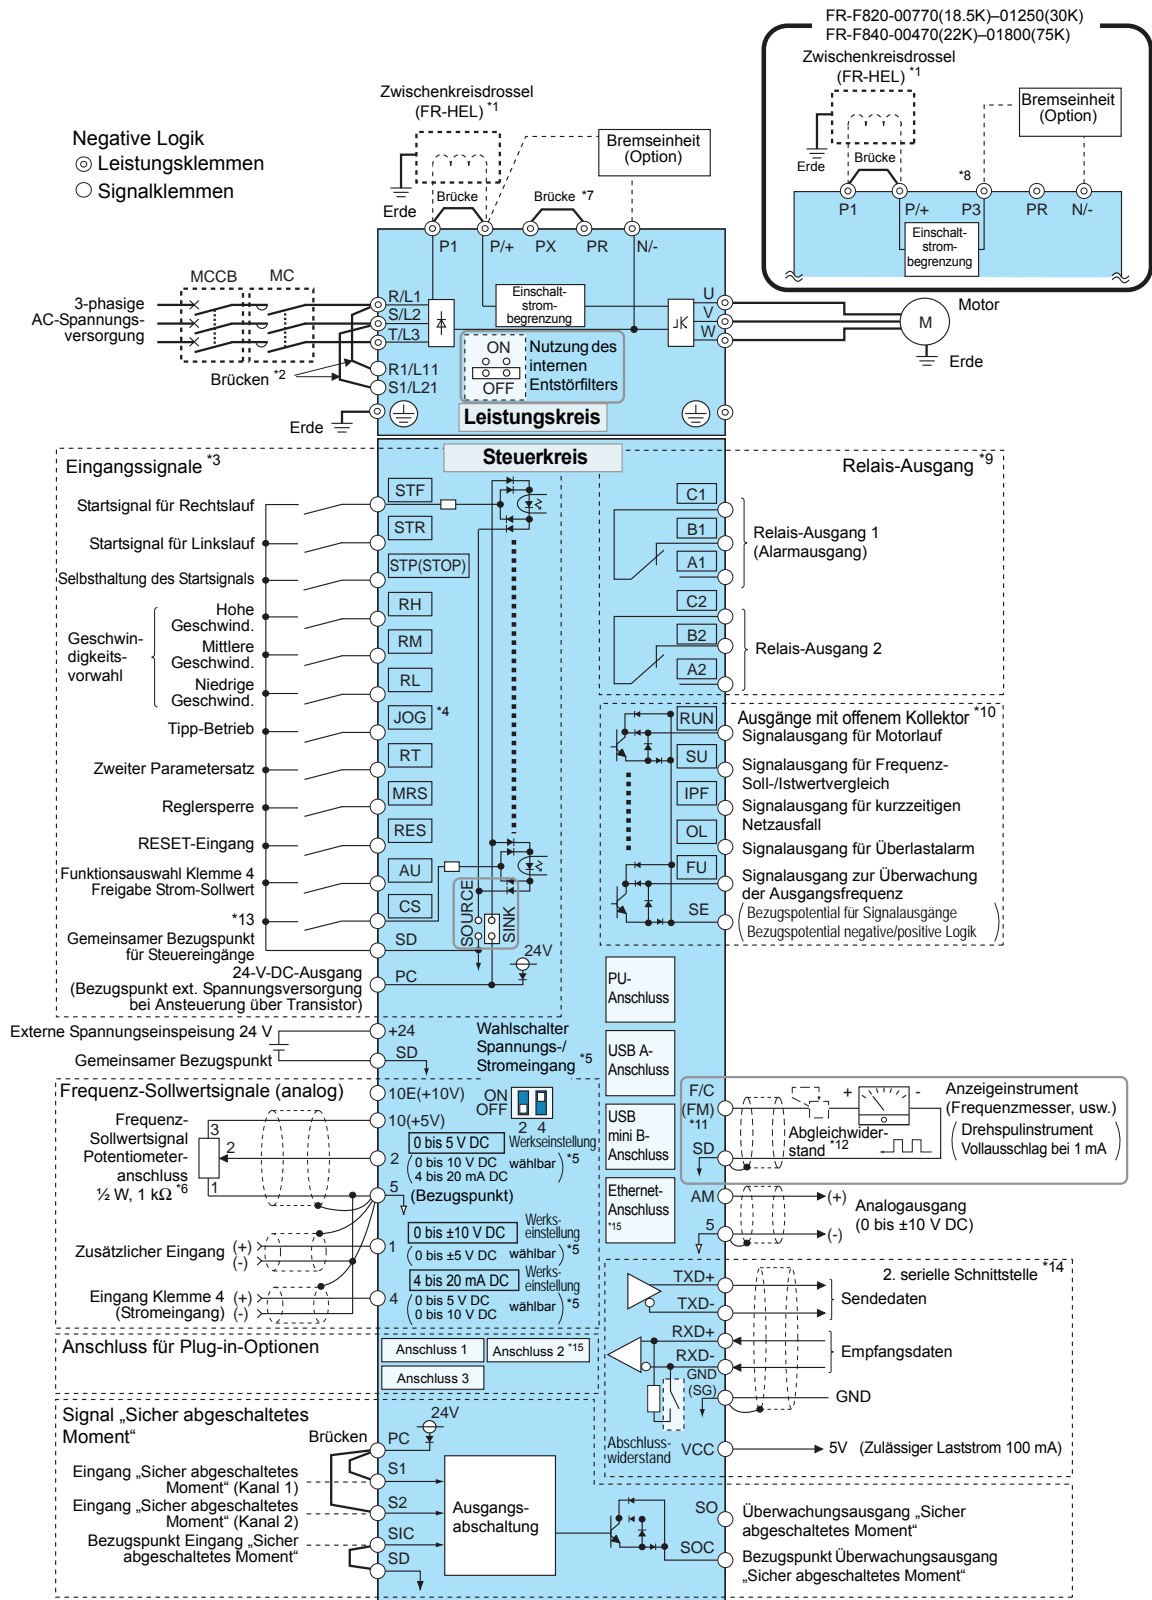 FR-F820-00770(18.5K)–01250(30K)
FR-F840-00470(22K)–01800(75K)
Zwischenkreisdrossel
(FR-HEL) *1
Bremseinheit
(Option)
Brücke
Erde
*8
P1
P/+
P3
PR
N/-
Einschalt-
strom-
begrenzung
Negative Logik
Leistungsklemmen
Signalklemmen
Zwischenkreisdrossel
(FR-HEL) *1
Bremseinheit
(Option)
Erde
Brücke
Brücke *7
P1
P/+
PX
PR
N/-
MCCB
MC
3-phasige
AC-Spannungs-
versorgung
R/L1
S/L2
T/L3
R1/L11
S1/L21
Brücken *2
Erde
Einschalt-
strom-
begrenzung
ON
OFF
Nutzung des
internen
Entstörfilters
U
V
W
M
Motor
Erde
Leistungskreis
Steuerkreis
Eingangssignale *3
Startsignal für Rechtslauf
STF
Startsignal für Linkslauf
STR
Selbsthaltung des Startsignals
STP(STOP)
Geschwin-
digkeits-
vorwahl
Hohe
Geschwind.
RH
Mittlere
Geschwind.
RM
Niedrige
Geschwind.
RL
Tipp-Betrieb
JOG *4
Zweiter Parametersatz
RT
Reglersperre
MRS
RESET-Eingang
RES
Funktionsauswahl Klemme 4
Freigabe Strom-Sollwert
AU
*13
CS
Gemeinsamer Bezugspunkt
für Steuereingänge
SD
24-V-DC-Ausgang
(Bezugspunkt ext. Spannungsversorgung
bei Ansteuerung über Transistor)
PC
SOURCE
SINK
24V
Relais-Ausgang *9
C1
B1
A1
Relais-Ausgang 1
(Alarmausgang)
C2
B2
A2
Relais-Ausgang 2
Ausgänge mit offenem Kollektor *10
RUN
Signalausgang für Motorlauf
SU
Signalausgang für Frequenz-
Soll-/Istwertvergleich
IPF
Signalausgang für kurzzeitigen
Netzausfall
OL
Signalausgang für Überlastalarm
FU
Signalausgang zur Überwachung
der Ausgangsfrequenz
SE
(Bezugspotential für Signalausgänge
Bezugspotential negative/positive Logik)
Externe Spannungseinspeisung 24 V
+24
Gemeinsamer Bezugspunkt
SD
Wahlschalter
Spannungs-/
Stromeingang *5
ON
OFF
2 4
PU-
Anschluss
USB A-
Anschluss
USB
mini B-
Anschluss
Ethernet-
Anschluss
*15
Frequenz-Sollwertsignale (analog)
10E(+10V)
10(+5V)
Frequenz-
Sollwertsignal
Potentiometer-
anschluss
½ W, 1 kΩ *6
3
2
1
2
0 bis 5 V DC
Werkseinstellung
(0 bis 10 V DC
4 bis 20 mA DC wählbar) *5
5
(Bezugspunkt)
Zusätzlicher Eingang
(+)
(-)
1
0 bis ±10 V DC
Werks-
einstellung
(0 bis ±5 V DC wählbar) *5
Eingang Klemme 4
(Stromeingang)
(+)
(-)
4
4 bis 20 mA DC
Werks-
einstellung
(0 bis 5 V DC
0 bis 10 V DC wählbar) *5
F/C
(FM)
*11
SD
+
-
Abgleichwider-
stand *12
Anzeigeinstrument
(Frequenzmesser, usw.)
(Drehspulinstrument
Vollausschlag bei 1 mA)
AM
5
(+)
(-)
Analogausgang
(0 bis ±10 V DC)
2. serielle Schnittstelle *14
TXD+
TXD-
Sendedaten
RXD+
RXD-
Empfangsdaten
GND
(SG)
GND
Abschluss-
widerstand
VCC
5V (Zulässiger Laststrom 100 mA)
Anschluss für Plug-in-Optionen
Anschluss 1
Anschluss 2 *15
Anschluss 3
Signal „Sicher abgeschaltetes
Moment“
Brücken
PC
24V
Eingang „Sicher abgeschaltetes
Moment“ (Kanal 1)
S1
Eingang „Sicher abgeschaltetes
Moment“ (Kanal 2)
S2
Bezugspunkt Eingang „Sicher
abgeschaltetes Moment“
SIC
SD
Ausgangs-
abschaltung
SO
Überwachungsausgang „Sicher
abgeschaltetes Moment“
SOC
Bezugspunkt Überwachungsausgang
„Sicher abgeschaltetes Moment“